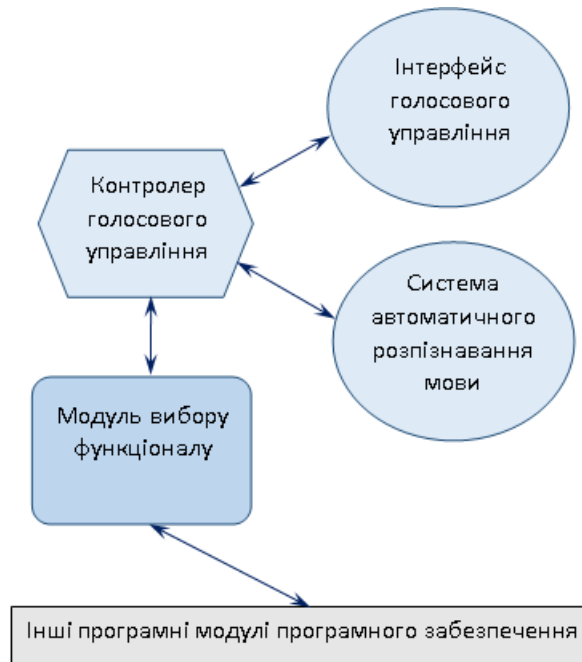 Інтерфейс
голосового
управління
Контролер
голосового
управління
Система
автоматичного
розпізнавання
мови
Модуль вибору
функціоналу
Інші програмні модулі програмного забезпечення